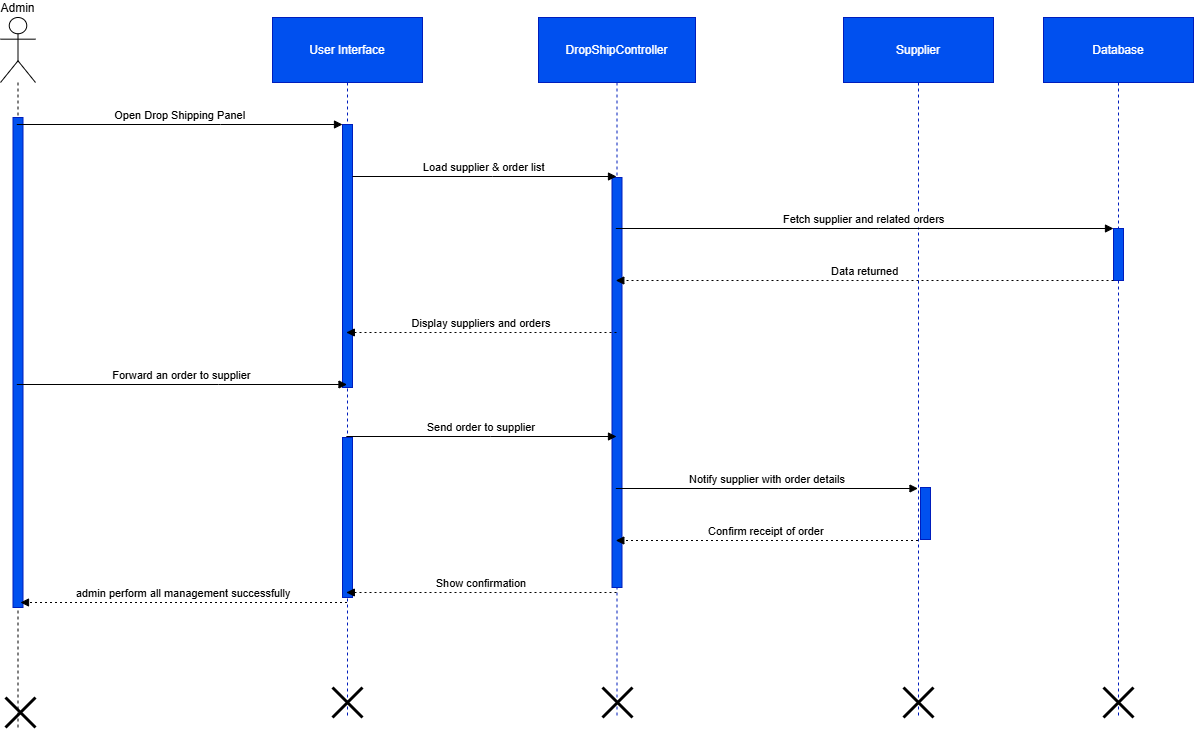 Admin
User Interface
DropShipController
Supplier
Database
Open Drop Shipping Panel
Load supplier & order list
Fetch supplier and related orders
Data returned
Display suppliers and orders
Forward an order to supplier
Send order to supplier
Notify supplier with order details
Confirm receipt of order
Show confirmation
admin perform all management successfully